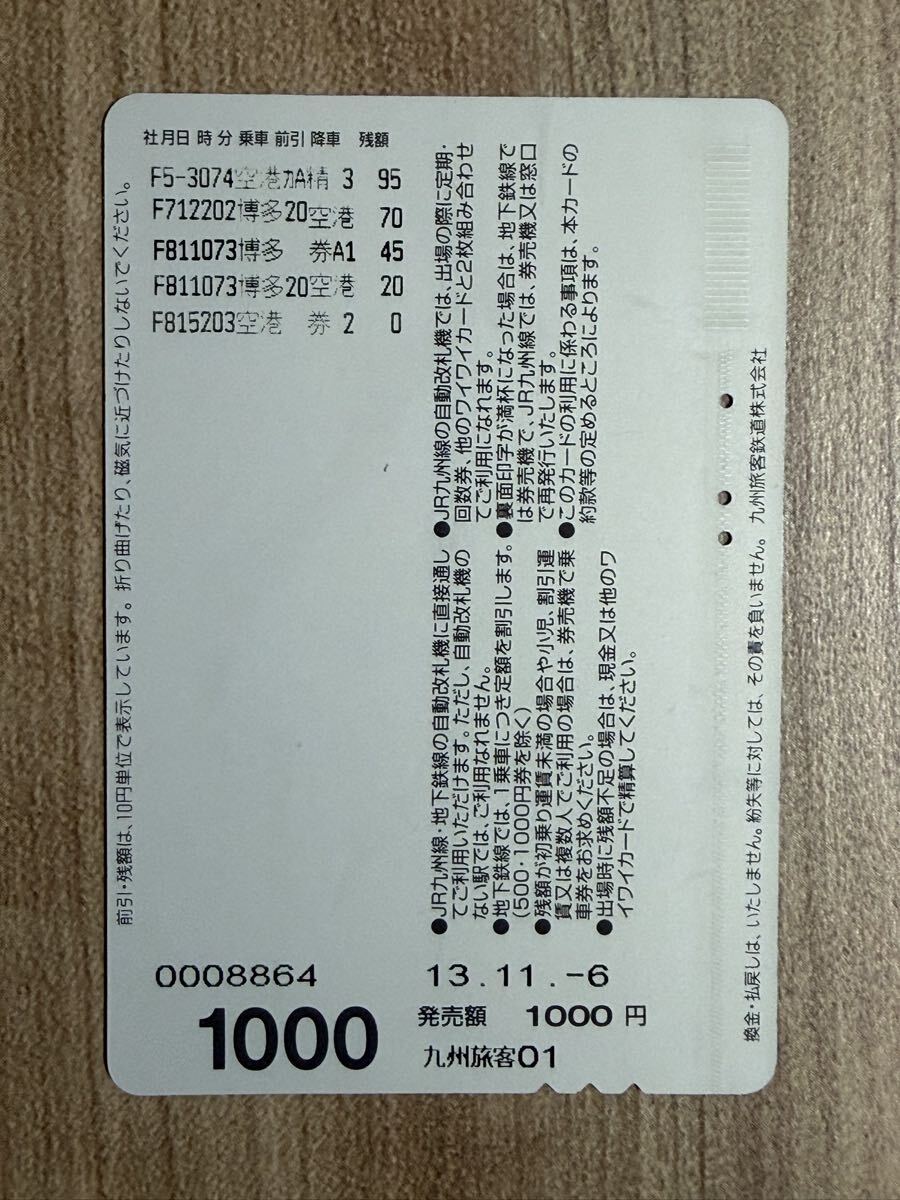 社月日 時 分 乗車 前引 降車 残額
F5-3074空港カA精 3 95
F712202博多20空港 70
F811073博多 券A1 45
F811073博多20空港 20
F815203空港 券 2 0
前引・残額は、10円単位で表示しています。折り曲げたり、磁気に近づけたりしないでください。
●JR九州線・地下鉄線の自動改札機に直接通し
てご利用いただけます。ただし、自動改札機の
ない駅では、ご利用なれません。
●地下鉄線では、1乗車につき定額を割引します。
(500・1000円券を除く)
●残額が初乗り運賃未満の場合や小児、割引運
賃又は複数人でご利用の場合は、券売機で乗
車券をお求めください。
●出場時に残額不足の場合は、現金又は他のワ
イワイカードで精算してください。
●JR九州線の自動改札機では、出場の際に定期・
回数券、他のワイワイカードと2枚組み合わせ
てご利用になれます。
●裏面印字が満杯になった場合は、地下鉄線で
は券売機で、JR九州線では、券売機又は窓口
で再発行いたします。
●このカードの利用に係わる事項は、本カードの
約款等の定めるところによります。
換金・払戻しは、いたしません。紛失等に対しては、その責を負いません。九州旅客鉄道株式会社
0008864
13.11.-6
1000
発売額 1000円
九州旅客01